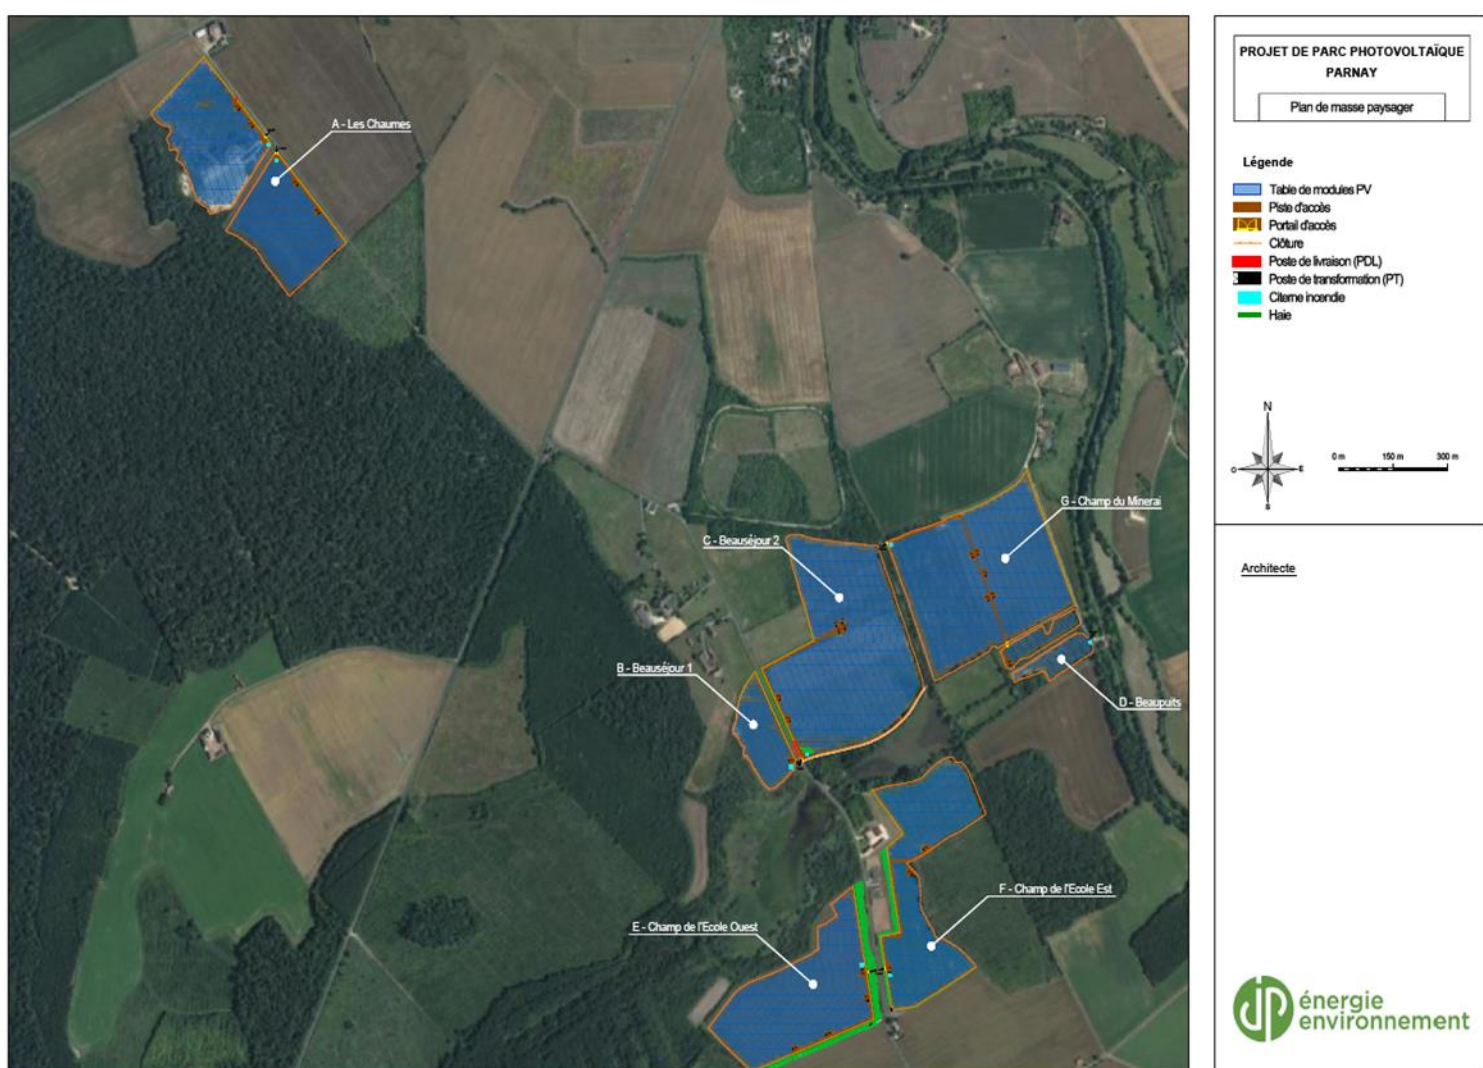 A - Les Chaumes
G - Champ du Minerai
C - Beauséjour 2
B - Beauséjour 1
D - Beaupuits
F - Champ de l'Ecole Est
E - Champ de l'Ecole Ouest
PROJET DE PARC PHOTOVOLTAÏQUE
PARNAY
Plan de masse paysager
Légende
Table de modules PV
Piste d'accès
Portail d'accès
Clôture
Poste de livraison (PDL)
Poste de transformation (PT)
Citerne incendie
Haie
N
O E
S
0 m 150 m 300 m
Architecte
JP énergie
environnement